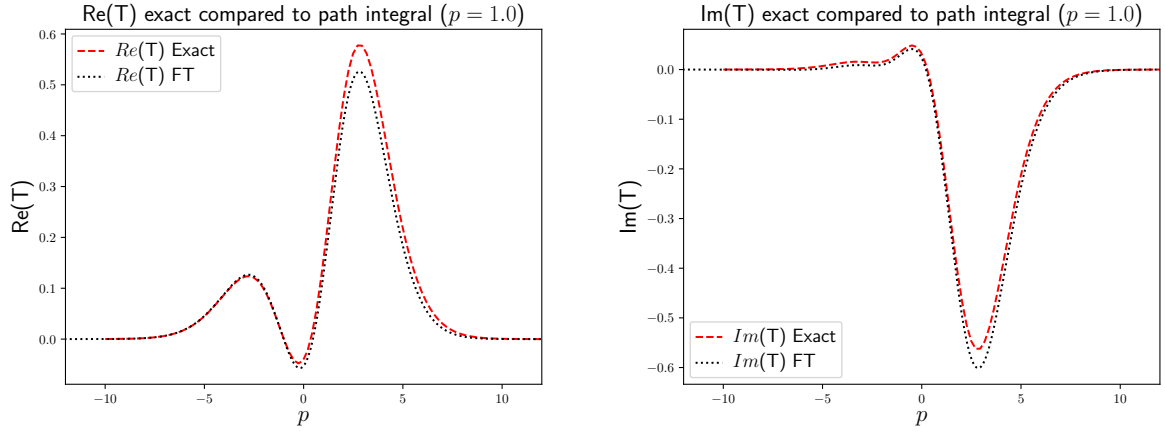 Re(T) exact compared to path integral (p = 1.0)
0.6
0.5
0.4
0.3
0.2
0.1
0.0
Re(T)
Re(T) Exact
Re(T) FT
−10
−5
0
5
10
p
Im(T) exact compared to path integral (p = 1.0)
0.0
−0.1
−0.2
−0.3
−0.4
−0.5
−0.6
Im(T)
Im(T) Exact
Im(T) FT
−10
−5
0
5
10
p